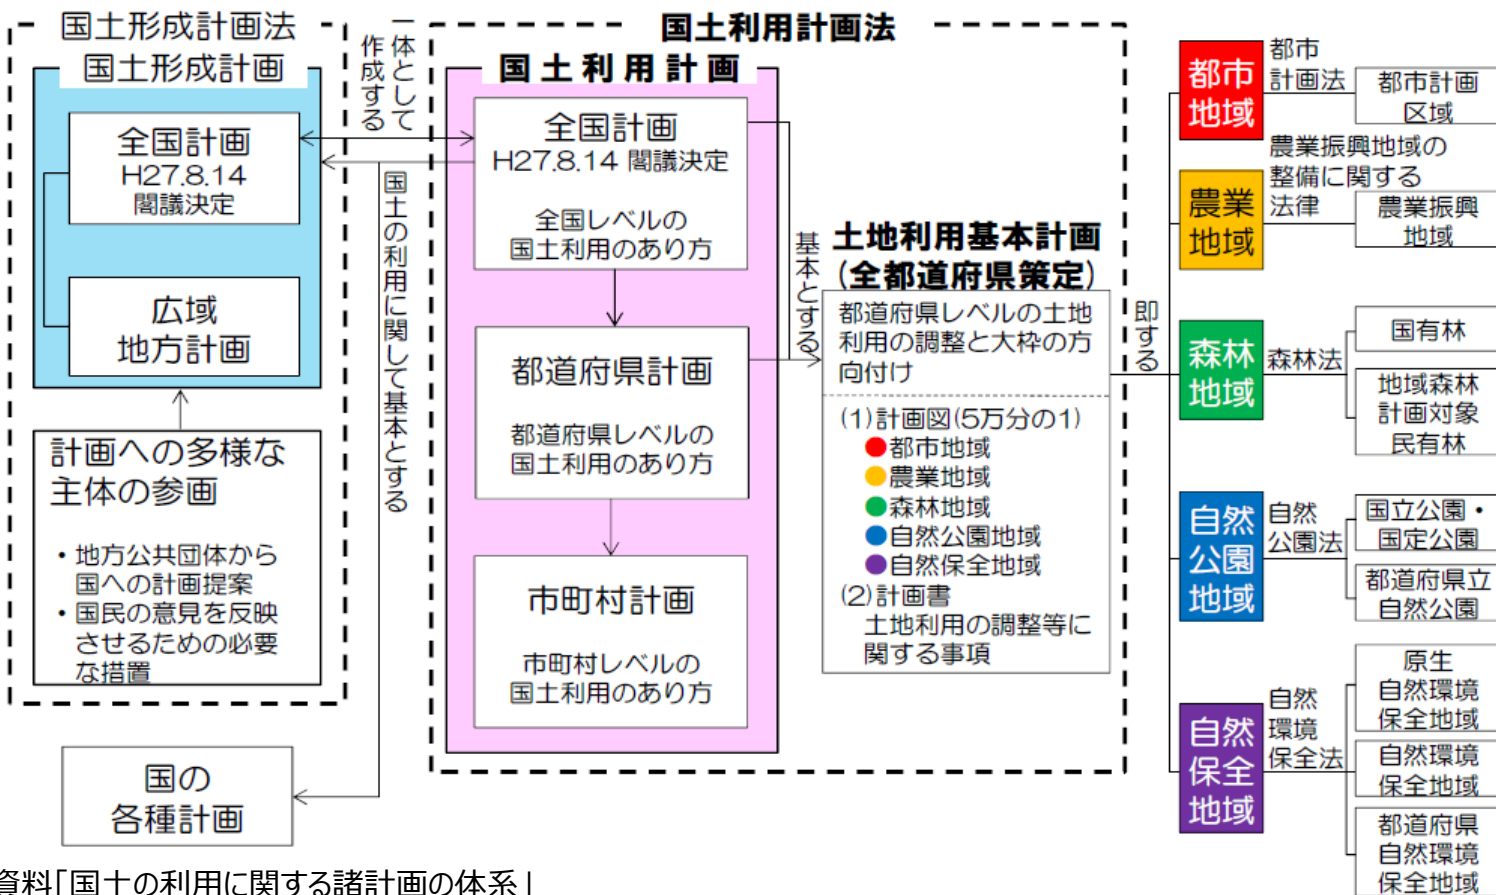 国土形成計画法
国土形成計画
全国計画
H27.8.14
閣議決定
広域
地方計画
計画への多様な
主体の参画
・地方公共団体から
国への計画提案
・国民の意見を反映
させるための必要
な措置
国の
各種計画
一体として
作成する
国土の利用に関して基本とする
国土利用計画法
国土利用計画
全国計画
H27.8.14 閣議決定
全国レベルの
国土利用のあり方
都道府県計画
都道府県レベルの
国土利用のあり方
市町村計画
市町村レベルの
国土利用のあり方
基本とする
土地利用基本計画
(全都道府県策定)
都道府県レベルの土地
利用の調整と大枠の方
向付け
(1)計画図(5万分の1)
●都市地域
●農業地域
●森林地域
●自然公園地域
●自然保全地域
(2)計画書
土地利用の調整等に
関する事項
即する
都市
地域
都市
計画法
都市計画
区域
農業
地域
農業振興地域の
整備に関する
法律
農業振興
地域
森林
地域
森林法
国有林
地域森林
計画対象
民有林
自然
公園
地域
自然
公園法
国立公園・
国定公園
都道府県立
自然公園
自然
保全
地域
自然
環境
保全法
原生
自然環境
保全地域
自然環境
保全地域
都道府県
自然環境
保全地域
資料「国土の利用に関する諸計画の体系」